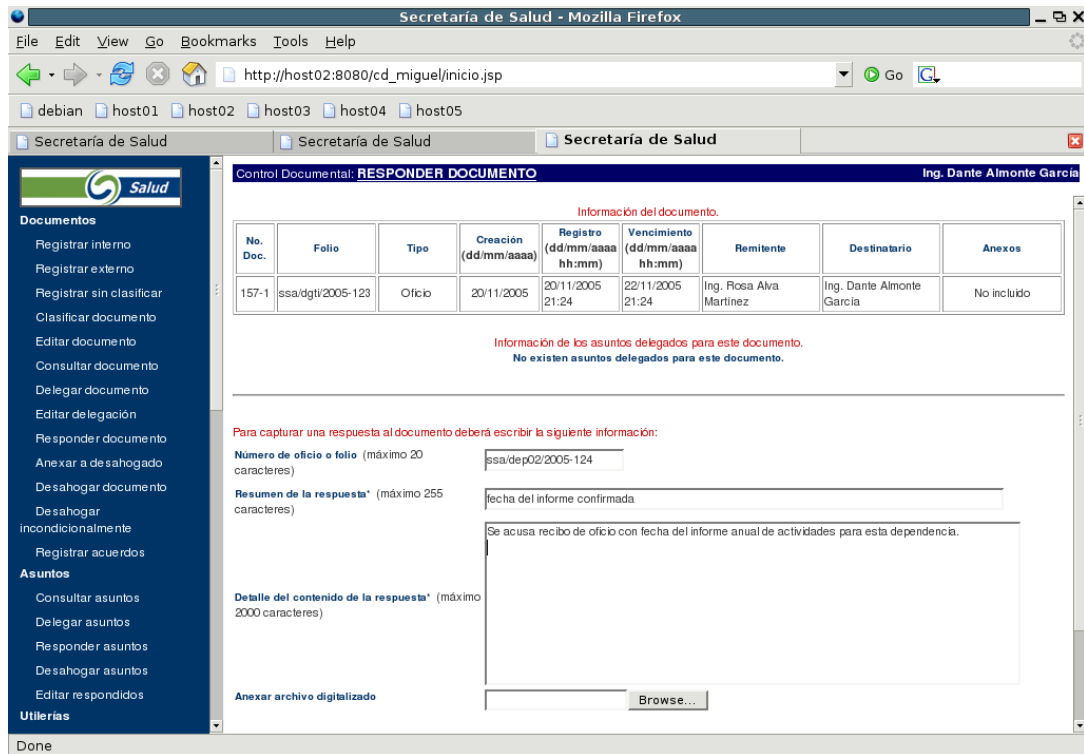 Secretaría de Salud - Mozilla Firefox
File Edit View Go Bookmarks Tools Help
http://host02:8080/cd_miguel/inicio.jsp
Go
debian host01 host02 host03 host04 host05
Secretaría de Salud
Secretaría de Salud
Secretaría de Salud
Salud
Documentos
Registrar interno
Registrar externo
Registrar sin clasificar
Clasificar documento
Editar documento
Consultar documento
Delegar documento
Editar delegación
Responder documento
Anexar a desahogado
Desahogar documento
Desahogar
incondicionalmente
Registrar acuerdos
Asuntos
Consultar asuntos
Delegar asuntos
Responder asuntos
Desahogar asuntos
Editar respondidos
Utilerías
Control Documental: RESPONDER DOCUMENTO
Ing. Dante Almonte García
Información del documento.
No. Doc.
Folio
Tipo
Creación (dd/mm/aaaa)
Registro (dd/mm/aaaa hh:mm)
Vencimiento (dd/mm/aaaa hh:mm)
Remitente
Destinatario
Anexos
157-1
ssa/dgti/2005-123
Oficio
20/11/2005
20/11/2005 21:24
22/11/2005 21:24
Ing. Rosa Alva Martínez
Ing. Dante Almonte García
No incluido
Información de los asuntos delegados para este documento.
No existen asuntos delegados para este documento.
Para capturar una respuesta al documento deberá escribir la siguiente información:
Número de oficio o folio (máximo 20
caracteres)
ssa/dep02/2005-124
Resumen de la respuesta* (máximo 255
caracteres)
fecha del informe confirmada
Detalle del contenido de la respuesta* (máximo
2000 caracteres)
Se acusa recibo de oficio con fecha del informe anual de actividades para esta dependencia.
Anexar archivo digitalizado
Browse...
Done